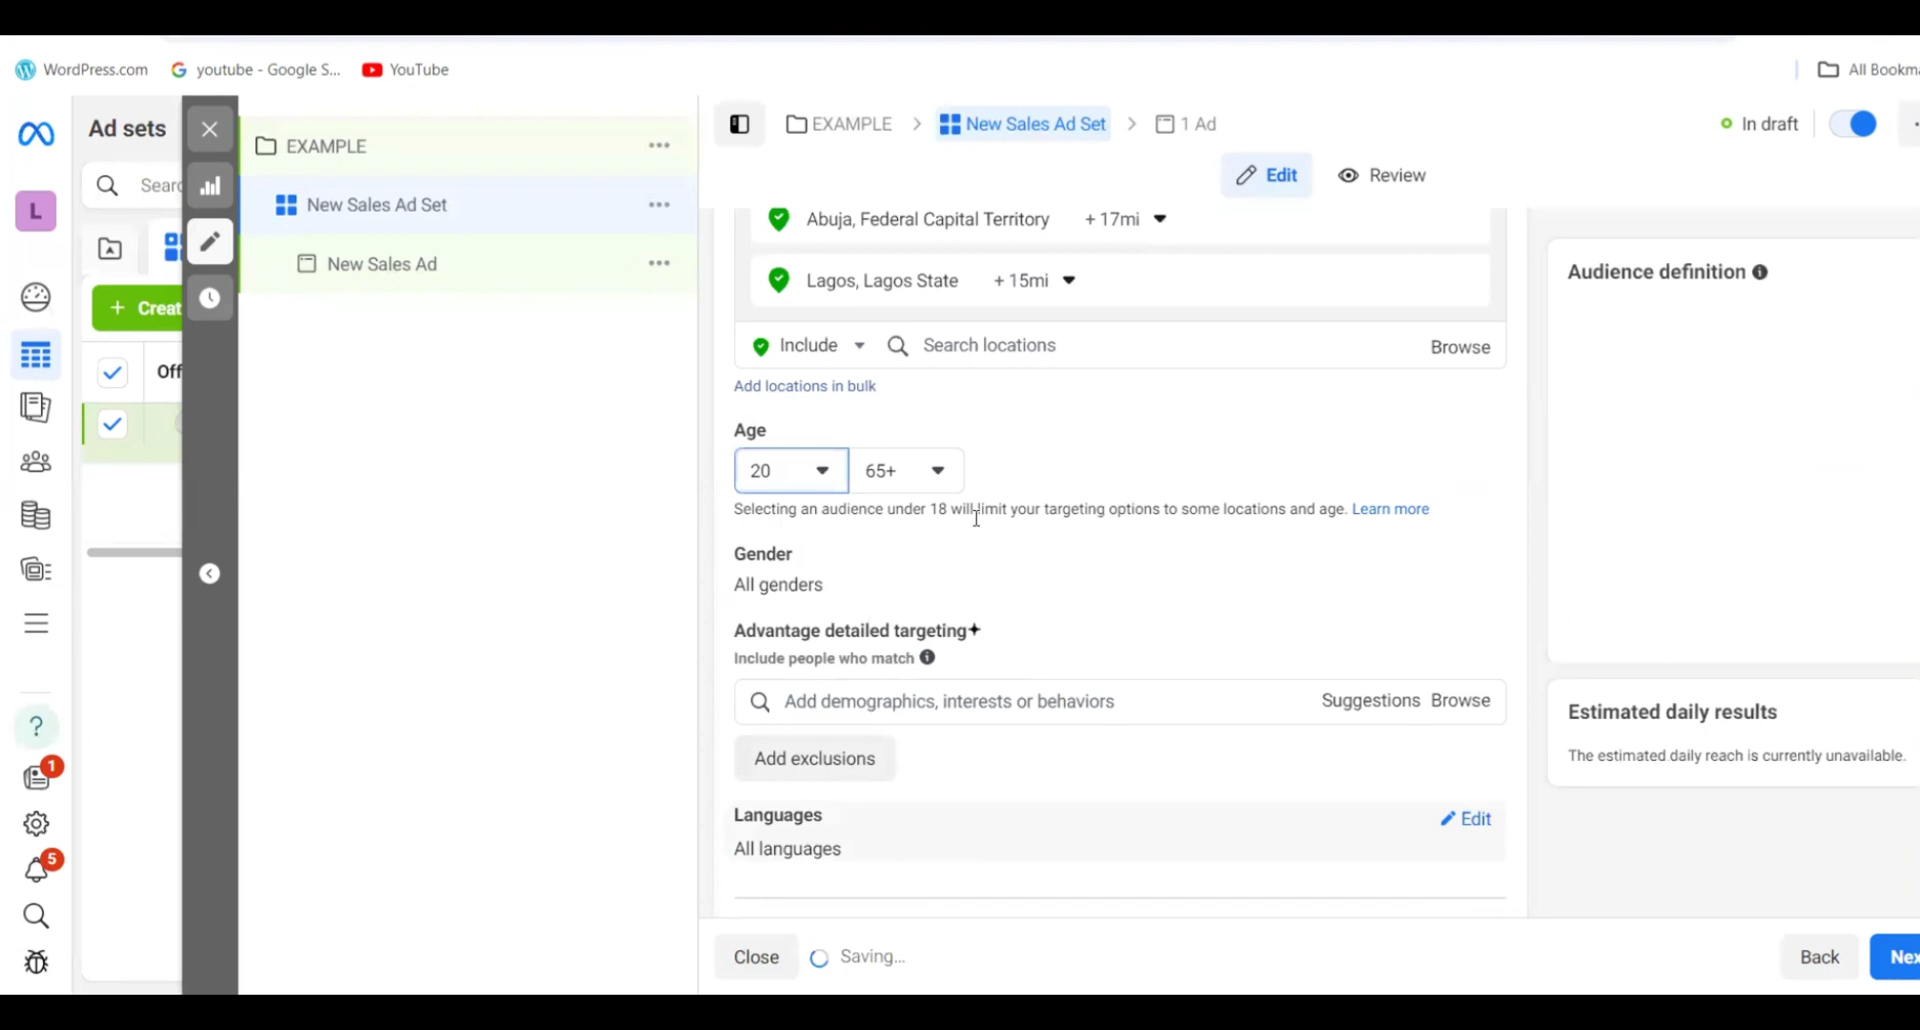 WordPress.com
youtube - Google S...
YouTube
All Bookma
Ad sets
Searc
L
Creat
Off
1
5
EXAMPLE
New Sales Ad Set
New Sales Ad
EXAMPLE
New Sales Ad Set
1 Ad
In draft
Edit
Review
Abuja, Federal Capital Territory + 17mi
Lagos, Lagos State + 15mi
Include
Search locations
Browse
Add locations in bulk
Age
20
65+
Selecting an audience under 18 will limit your targeting options to some locations and age. Learn more
Gender
All genders
Advantage detailed targeting
Include people who match
Add demographics, interests or behaviors
Suggestions
Browse
Add exclusions
Languages
Edit
All languages
Close
Saving...
Back
Nex
Audience definition
Estimated daily results
The estimated daily reach is currently unavailable.